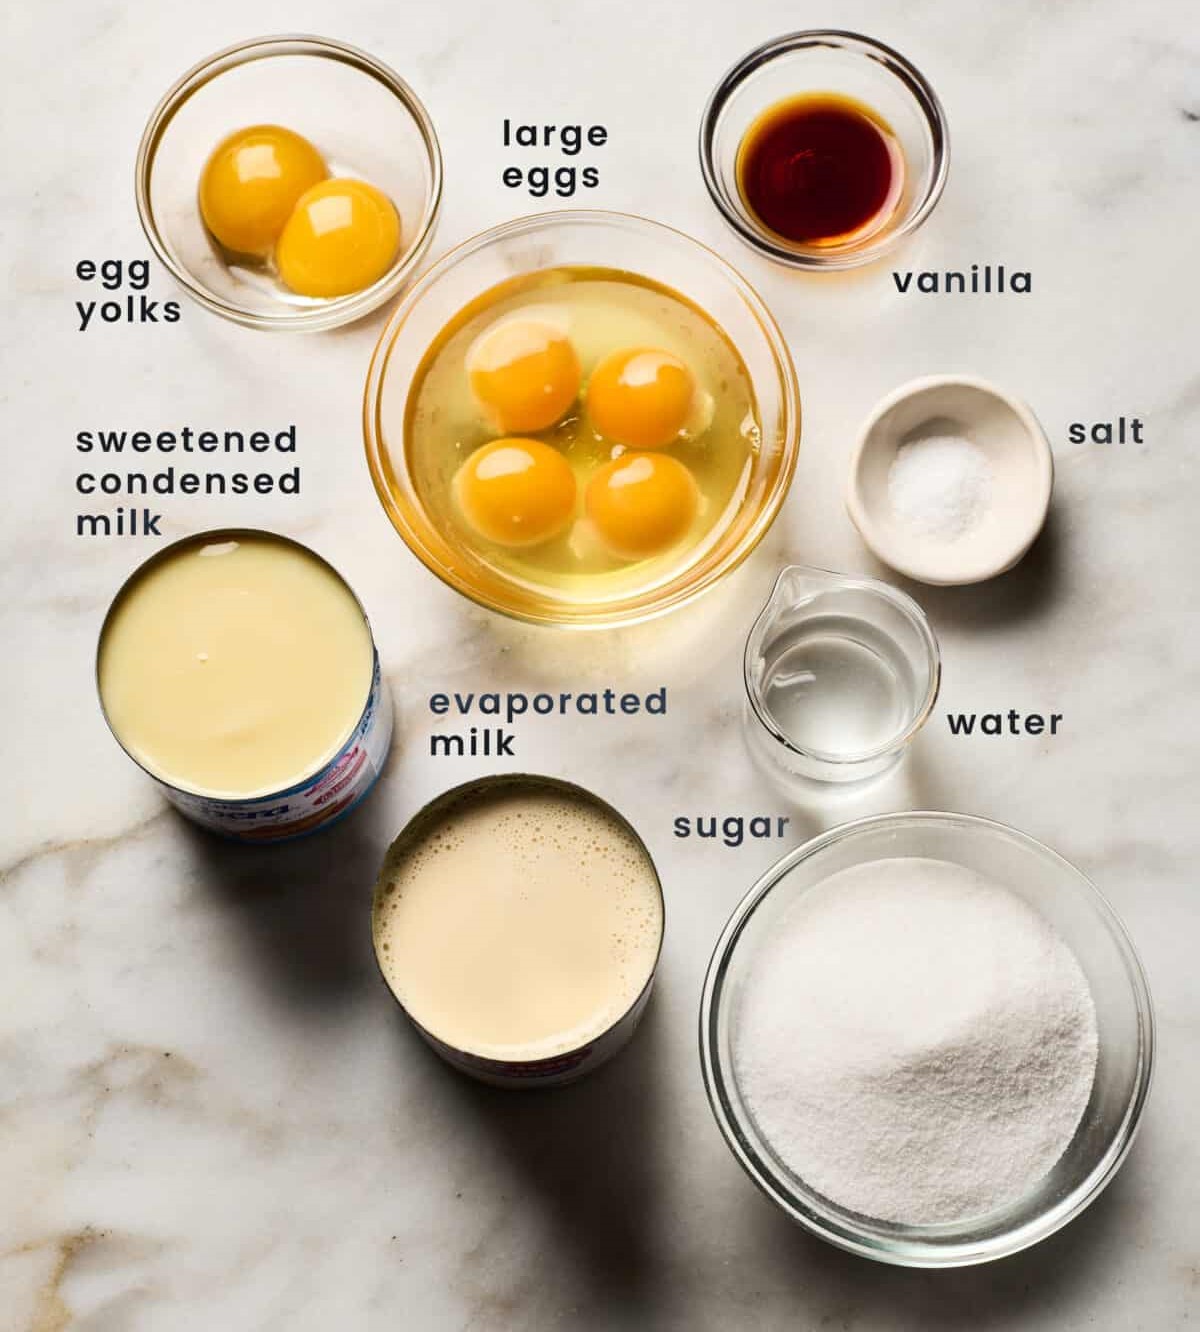 large
eggs
egg
yolks
vanilla
sweetened
condensed
milk
salt
evaporated
milk
water
sugar